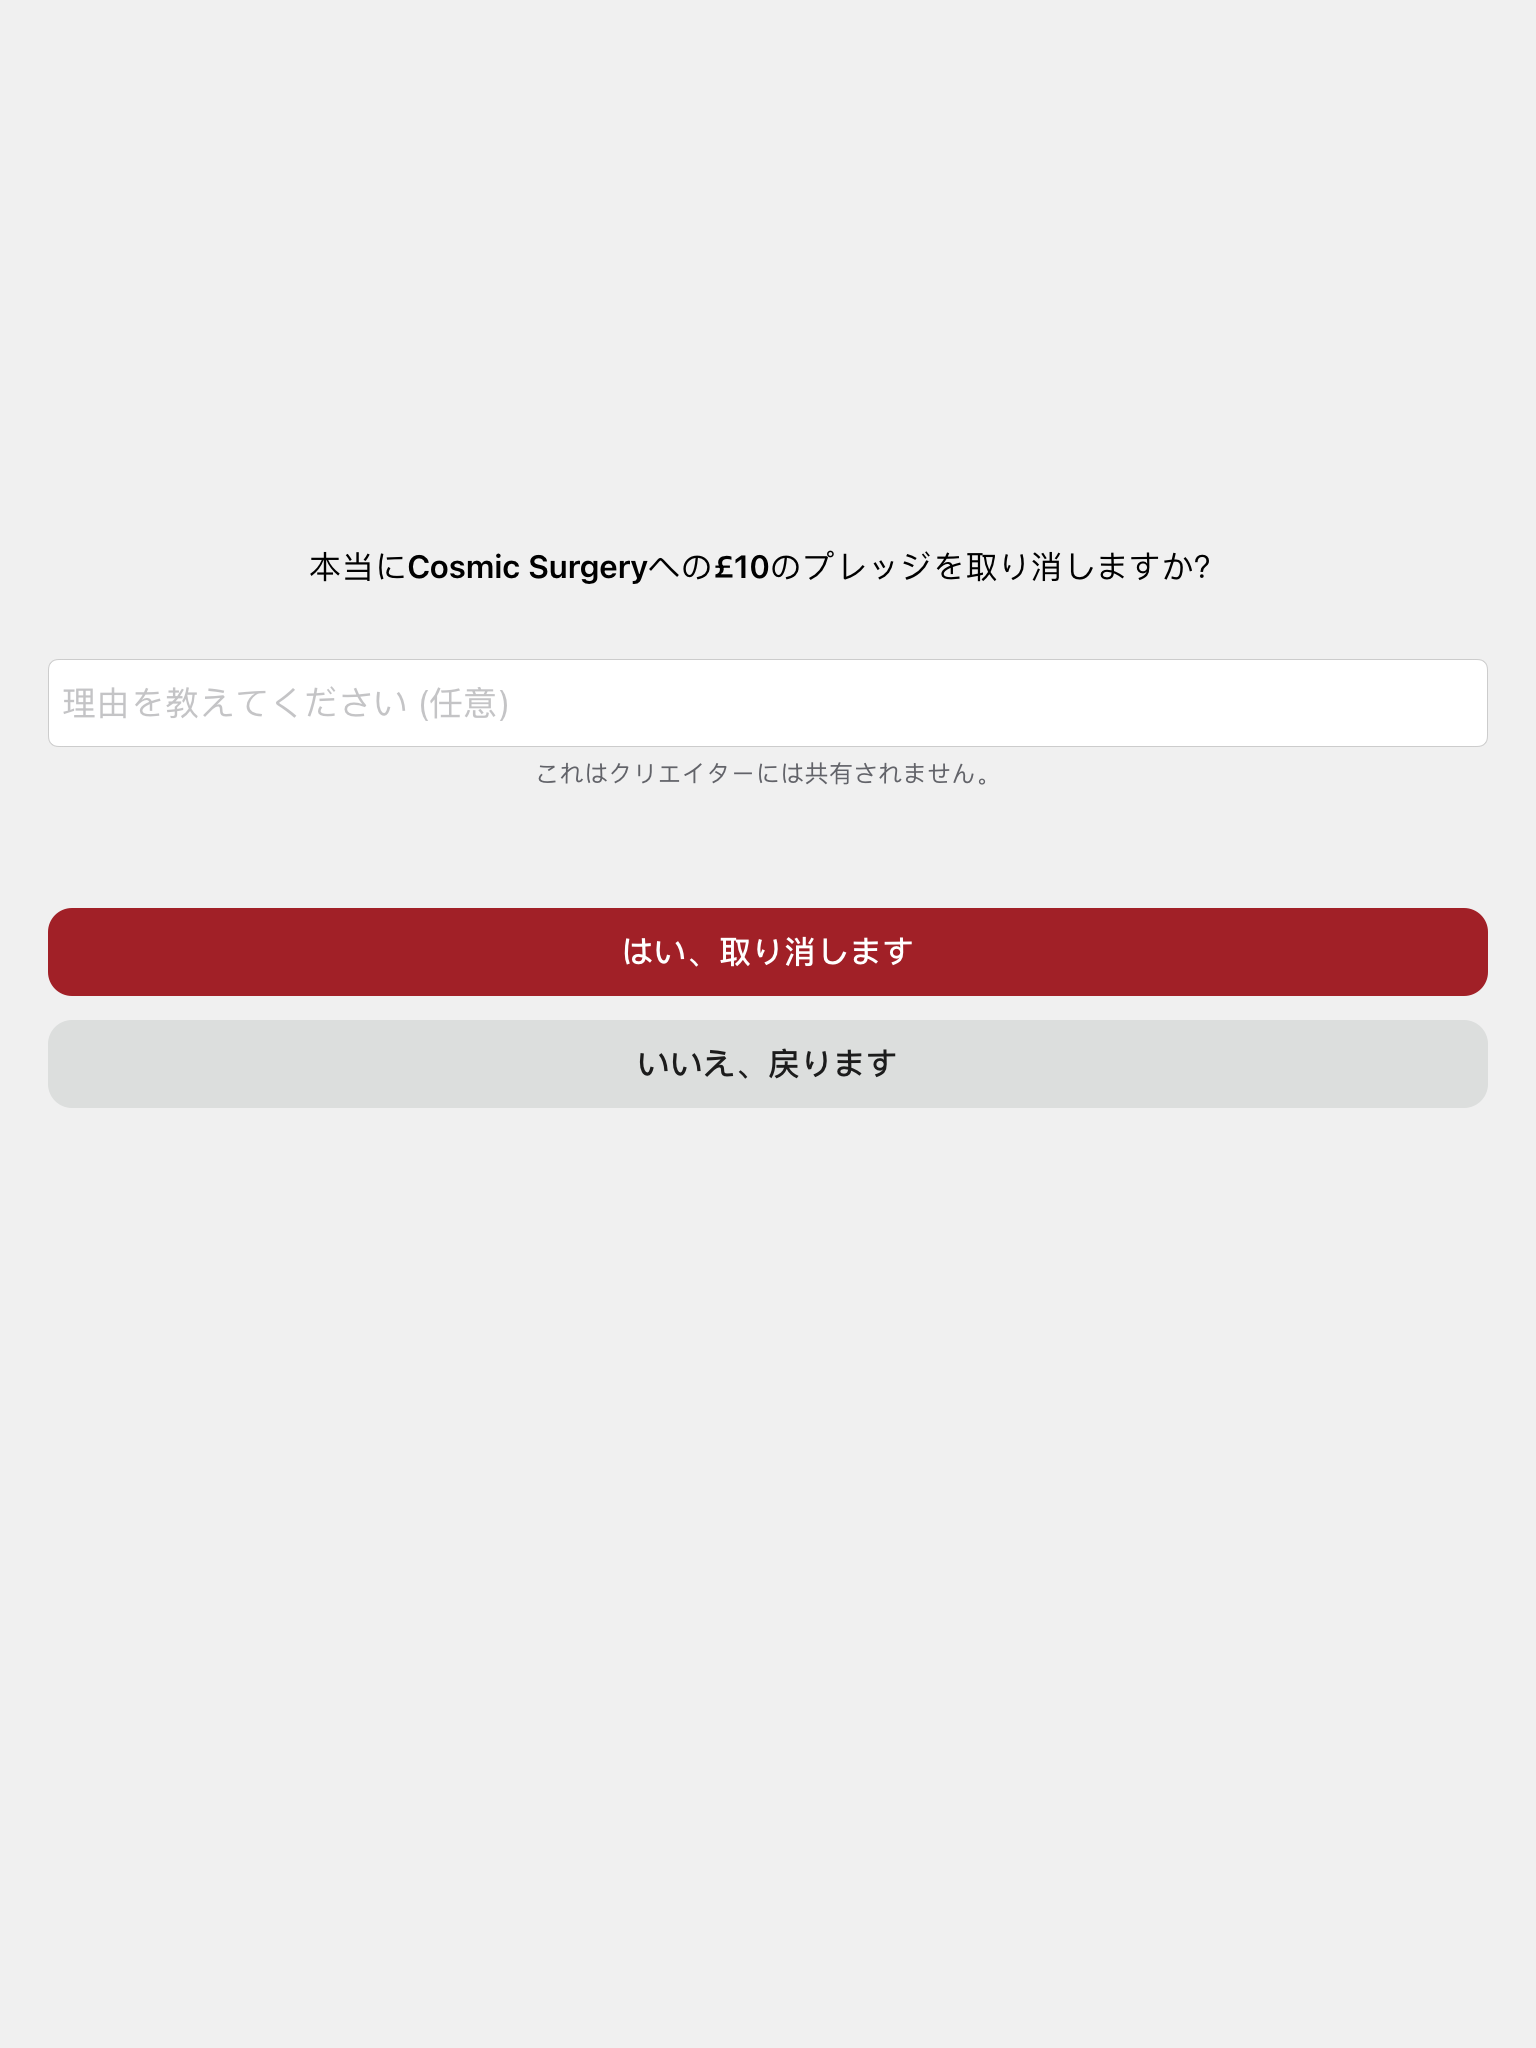 本当にCosmic Surgeryへの£10のプレッジを取り消しますか?
理由を教えてください (任意)
これはクリエイターには共有されません。
はい、取り消します
いいえ、戻ります